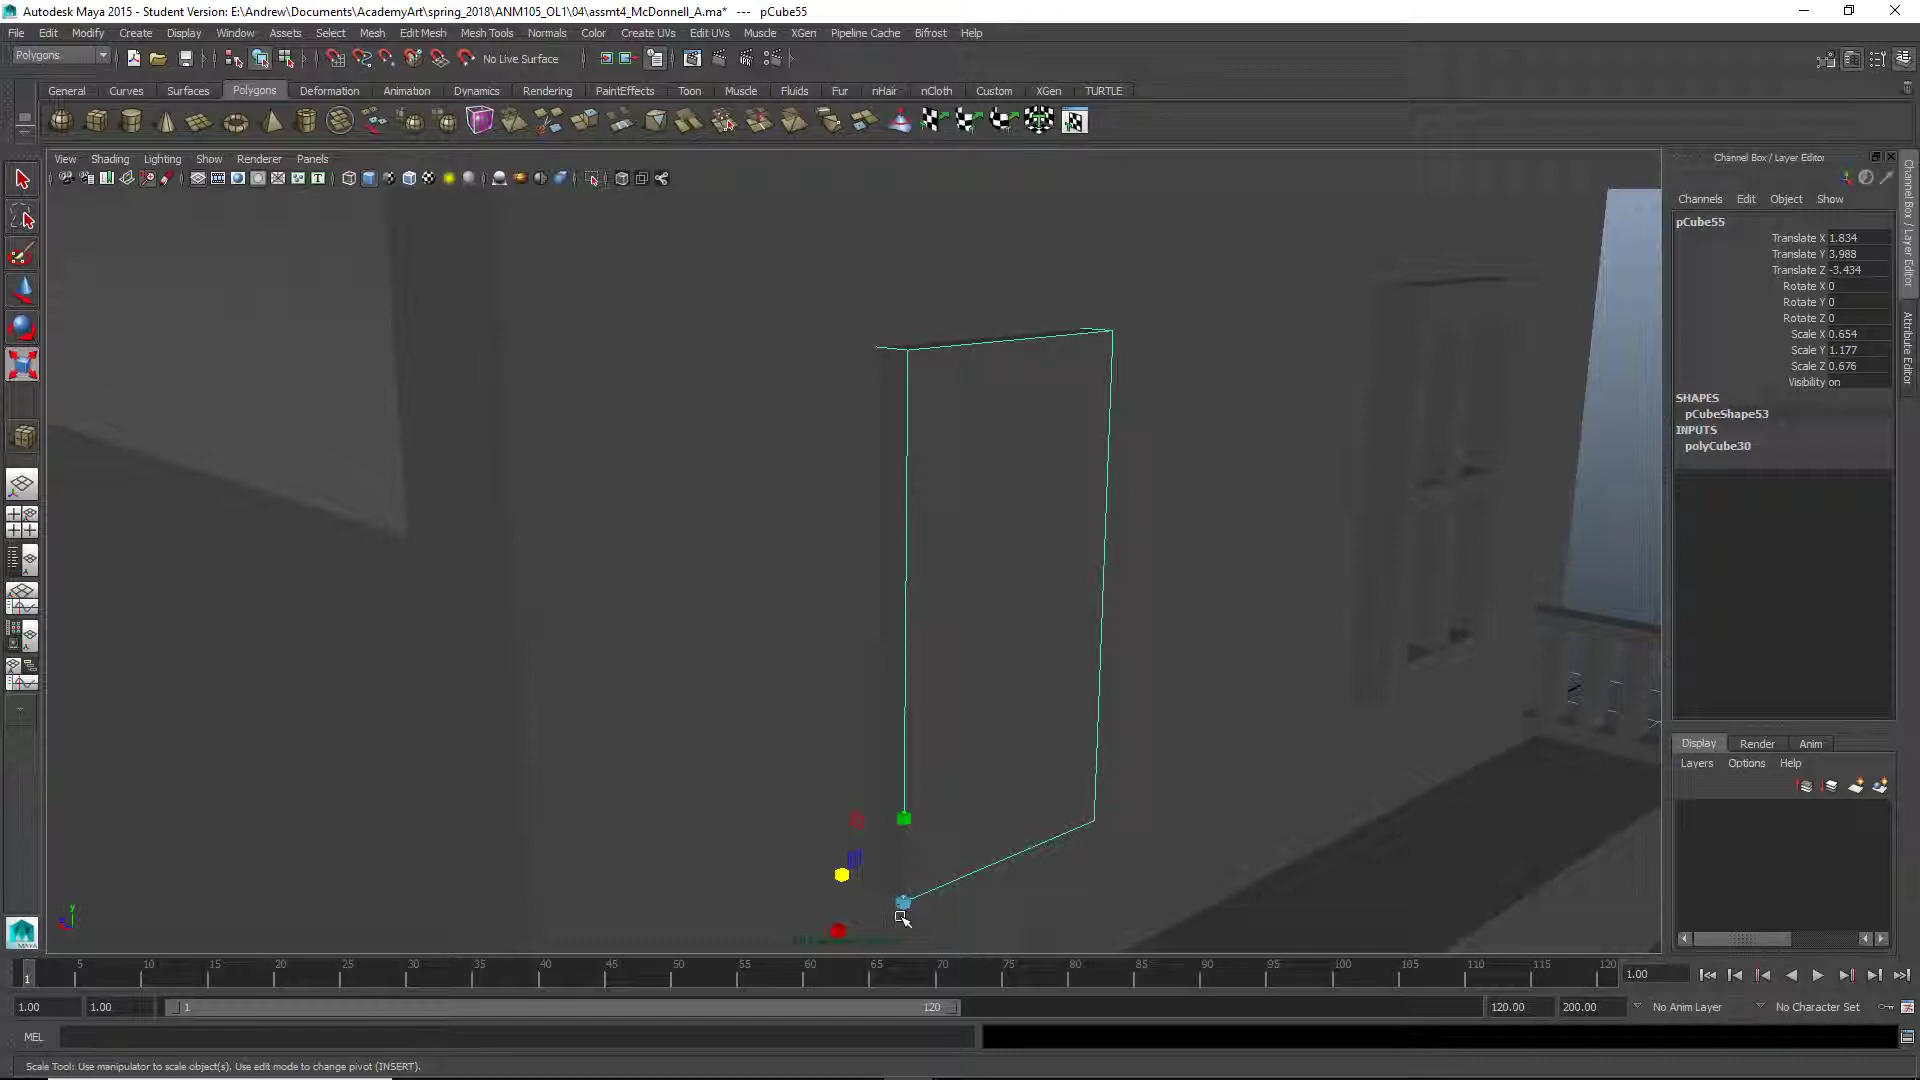 Autodesk Maya 2015 - Student Version: E:\Andrew\Documents\AcademyArt\spring_2018\ANM105_OL1\04\assmt4_McDonnell_A.ma* --- pCube55
File Edit Modify Create Display Window Assets Select Mesh Edit Mesh Mesh Tools Normals Color Create UVs Edit UVs Muscle XGen Pipeline Cache Bifrost Help
Polygons No Live Surface
General Curves Surfaces Polygons Deformation Animation Dynamics Rendering PaintEffects Toon Muscle Fluids Fur nHair nCloth Custom XGen TURTLE
View Shading Lighting Show Renderer Panels
Channel Box / Layer Editor
Channels Edit Object Show
pCube55
Translate X 1.834
Translate Y 3.988
Translate Z -3.434
Rotate X 0
Rotate Y 0
Rotate Z 0
Scale X 0.654
Scale Y 1.177
Scale Z 0.676
Visibility on
SHAPES
pCubeShape53
INPUTS
polyCube30
Channel Box / Layer Editor
Attribute Editor
Display Render Anim
Layers Options Help
y
MAYA
1 5 10 15 20 25 30 35 40 45 50 55 60 65 70 75 80 85 90 95 100 105 110 115 120 1.00
1.00 1.00 1 120 120.00 200.00 No Anim Layer No Character Set
MEL
Scale Tool: Use manipulator to scale object(s). Use edit mode to change pivot (INSERT).